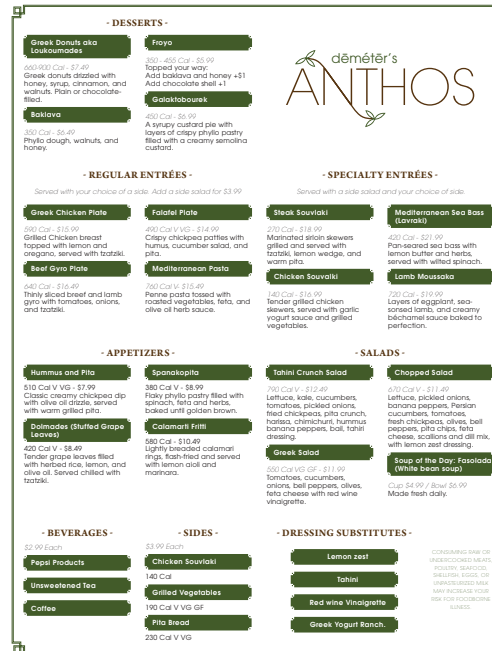 - DESSERTS -
Greek Donuts aka
Loukoumades
660-900 Cal - $7.49
Greek donuts drizzled with
honey, syrup, cinnamon, and
walnuts. Plain or chocolate-
filled.
Baklava
350 Cal - $6.49
Phyllo dough, walnuts, and
honey.
Froyo
350 - 455 Cal - $5.99
Topped your way:
Add baklava and honey +$1
Add chocolate shell +1
Galaktobourek
450 Cal - $6.99
A syrupy custard pie with
layers of crispy phyllo pastry
filled with a creamy semolina
custard.
dēmétēr's
ANTHOS
- REGULAR ENTRÉES -
Served with your choice of a side. Add a side salad for $3.99
Greek Chicken Plate
590 Cal - $15.99
Grilled Chicken breast
topped with lemon and
oregano, served with tzatziki.
Beef Gyro Plate
640 Cal - $16.49
Thinly sliced breef and lamb
gyro with tomatoes, onions,
and tzatziki.
Falafel Plate
490 Cal V VG - $14.99
Crispy chickpea patties with
humus, cucumber salad, and
pita.
Mediterranean Pasta
760 Cal V- $15.49
Penne pasta tossed with
roasted vegetables, feta, and
olive oil herb sauce.
- SPECIALTY ENTRÉES -
Served with a side salad and your choice of side.
Steak Souvlaki
270 Cal - $18.99
Marinated sirloin skewers
grilled and served with
tzatziki, lemon wedge, and
warm pita.
Chicken Souvalki
140 Cal - $16.99
Tender grilled chicken
skewers, served with garlic
yogurt sauce and grilled
vegetables.
Mediterranean Sea Bass
(Lavraki)
420 Cal - $21.99
Pan-seared sea bass with
lemon butter and herbs,
served with wilted spinach.
Lamb Moussaka
720 Cal - $19.99
Layers of eggplant, sea-
sonsed lamb, and creamy
béchamel sauce baked to
perfection.
- APPETIZERS -
Hummus and Pita
510 Cal V VG - $7.99
Classic creamy chickpea dip
with olive oil drizzle, served
with warm grilled pita.
Dolmades (Stuffed Grape
Leaves)
420 Cal V - $8.49
Tender grape leaves filled
with herbed rice, lemon, and
olive oil. Served chilled with
tzatziki.
Spanakopita
380 Cal V - $8.99
Flaky phyllo pastry filled with
spinach, feta and herbs,
baked until golden brown.
Calamarti Fritti
580 Cal - $10.49
Lightly breaded calamari
rings, flash-fried and served
with lemon aioli and
marinara.
- SALADS -
Tahini Crunch Salad
790 Cal V - $12.49
Lettuce, kale, cucumbers,
tomatoes, pickled onions,
fried chickpeas, pita crunch,
harissa, chimichurri, hummus
banana peppers, ball, tahini
dressing.
Greek Salad
550 Cal VG GF - $11.99
Tomatoes, cucumbers,
onions, bell peppers, olives,
feta cheese with red wine
vinaigrette.
Chopped Salad
670 Cal V - $11.49
Lettuce, pickled onions,
banana peppers, Persian
cucumbers, tomatoes,
fresh chickpeas, olives, bell
peppers, pita chips, feta
cheese, scallions and dill mix,
with lemon zest dressing.
Soup of the Day: Fasolada
(White bean soup)
Cup $4.99 / Bowl $6.99
Made fresh daily.
- BEVERAGES -
$2.99 Each
Pepsi Products
Unsweetened Tea
Coffee
- SIDES -
$3.99 Each
Chicken Souvlaki
140 Cal
Grilled Vegetables
190 Cal V VG GF
Pita Bread
230 Cal V VG
- DRESSING SUBSTITUTES -
Lemon zest
Tahini
Red wine Vinaigrette
Greek Yogurt Ranch.
CONSUMING RAW OR
UNDERCOOKED MEATS,
POULTRY, SEAFOOD,
SHELLFISH, EGGS, OR
UNPASTEURIZED MILK
MAY INCREASE YOUR
RISK FOR FOODBORNE
ILLNESS.